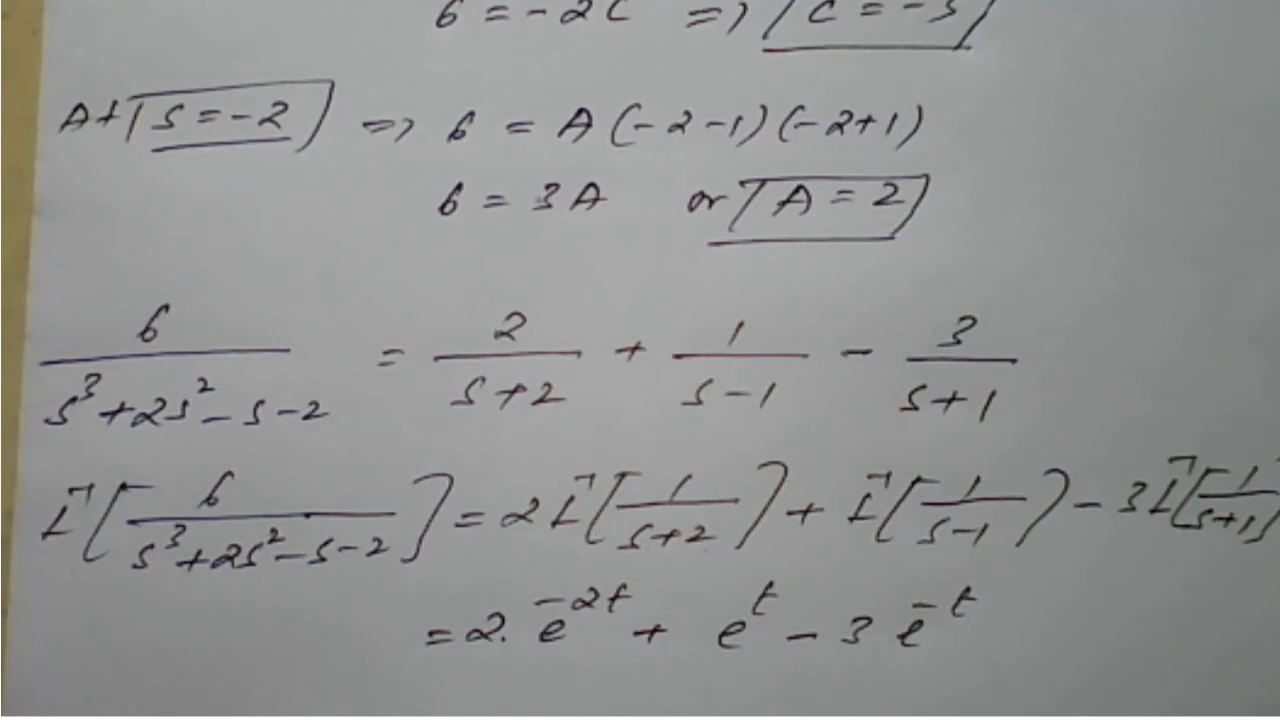 6 = -2C => C = -3
At s = -2 => 6 = A(-2-1)(-2+1)
6 = 3A or A = 2
6/(s³+2s²-s-2) = 2/(s+2) + 1/(s-1) - 3/(s+1)
L⁻¹[6/(s³+2s²-s-2)] = 2L⁻¹[1/(s+2)] + L⁻¹[1/(s-1)] - 3L⁻¹[1/(s+1)]
= 2.e⁻²ᵗ + eᵗ - 3e⁻ᵗ